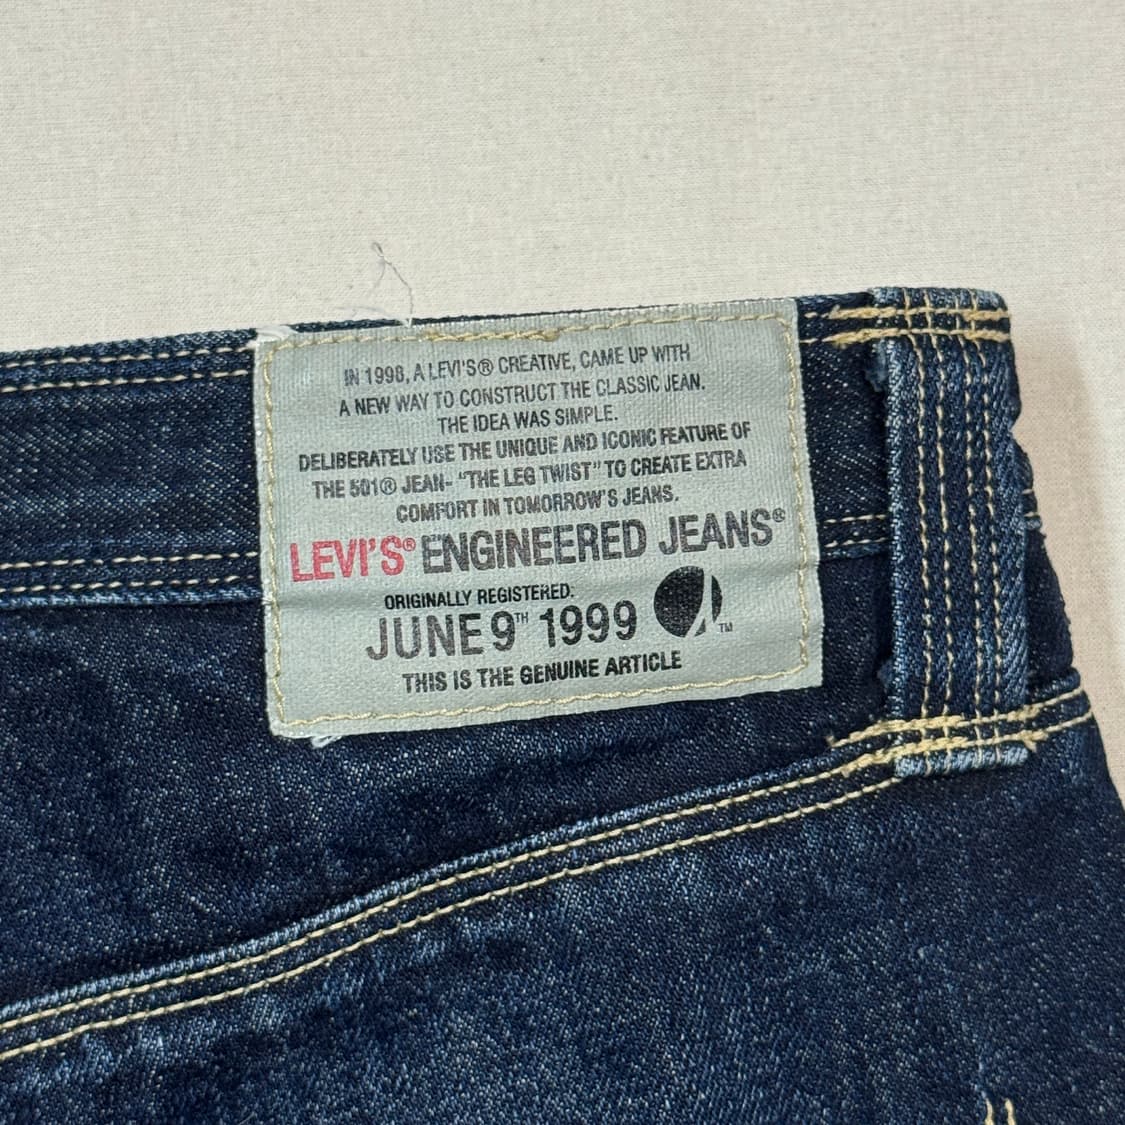 IN 1998, A LEVI'S® CREATIVE, CAME UP WITH
A NEW WAY TO CONSTRUCT THE CLASSIC JEAN.
THE IDEA WAS SIMPLE.
DELIBERATELY USE THE UNIQUE AND ICONIC FEATURE OF
THE 501® JEAN- "THE LEG TWIST" TO CREATE EXTRA
COMFORT IN TOMORROW'S JEANS.
LEVI'S® ENGINEERED JEANS®
ORIGINALLY REGISTERED:
JUNE 9TH 1999 ™
THIS IS THE GENUINE ARTICLE